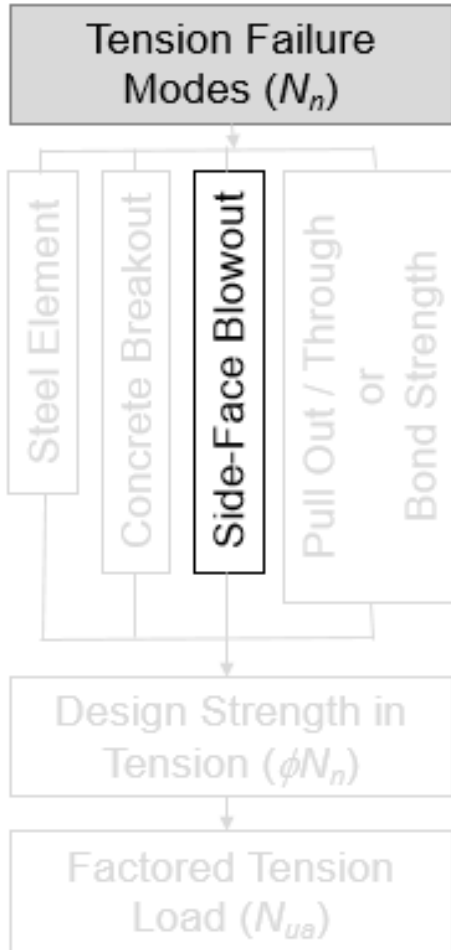 Tension Failure
Modes (Nn)
Steel Element
Concrete Breakout
Side-Face Blowout
Pull Out / Through
or
Bond Strength
Design Strength in
Tension (ϕNn)
Factored Tension
Load (Nua)